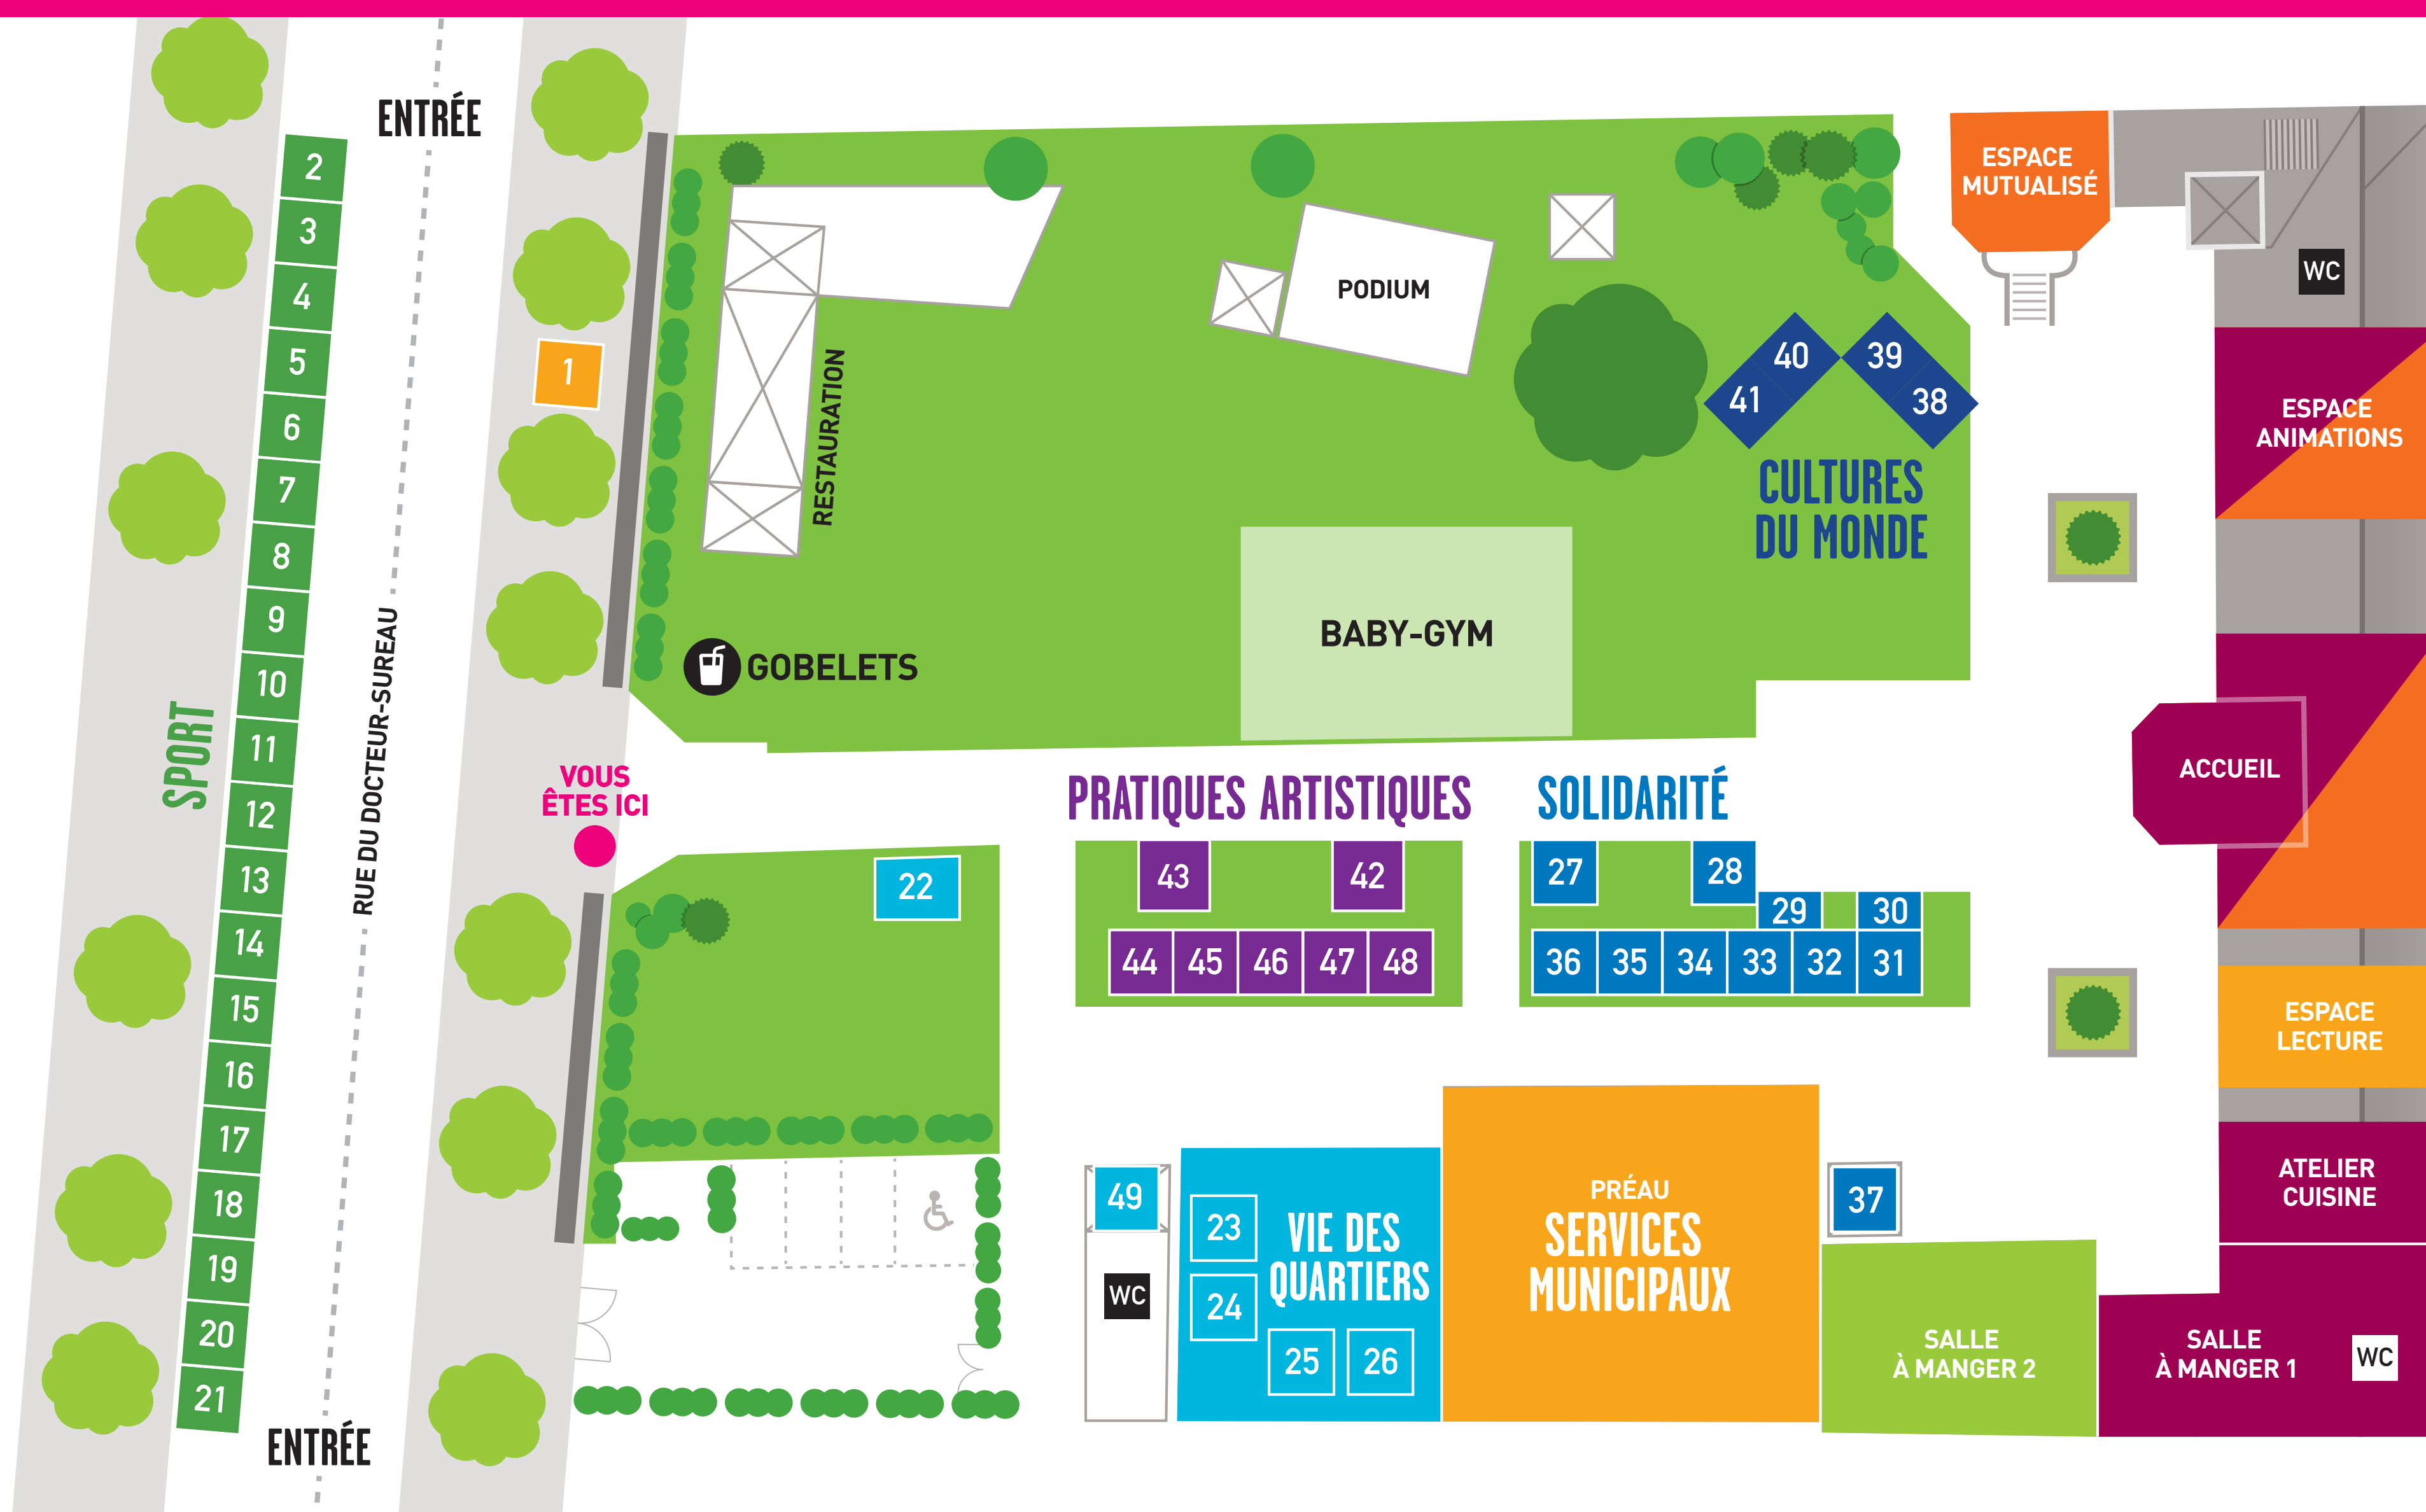 ENTRÉE
2
3
4
5
6
7
8
9
10
11
12
13
14
15
16
17
18
19
20
21
SPORT
RUE DU DOCTEUR-SUREAU
ENTRÉE
1
VOUS
ÊTES ICI
RESTAURATION
GOBELETS
PODIUM
BABY-GYM
40
39
41
38
CULTURES
DU MONDE
ESPACE
MUTUALISÉ
WC
ESPACE
ANIMATIONS
ACCUEIL
ESPACE
LECTURE
ATELIER
CUISINE
SALLE
À MANGER 1
WC
SALLE
À MANGER 2
22
PRATIQUES ARTISTIQUES
43
42
44
45
46
47
48
SOLIDARITÉ
27
28
29
30
36
35
34
33
32
31
49
WC
23
24
25
26
VIE DES
QUARTIERS
PRÉAU
SERVICES
MUNICIPAUX
37